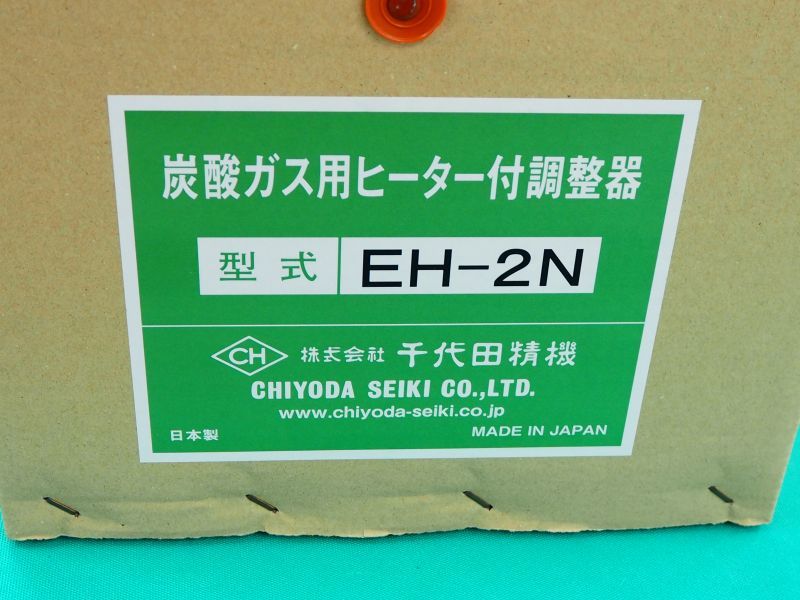 炭酸ガス用ヒーター付調整器
型式 EH-2N
CH 株式会社 千代田精機
CHIYODA SEIKI CO.,LTD.
www.chiyoda-seiki.co.jp
日本製 MADE IN JAPAN